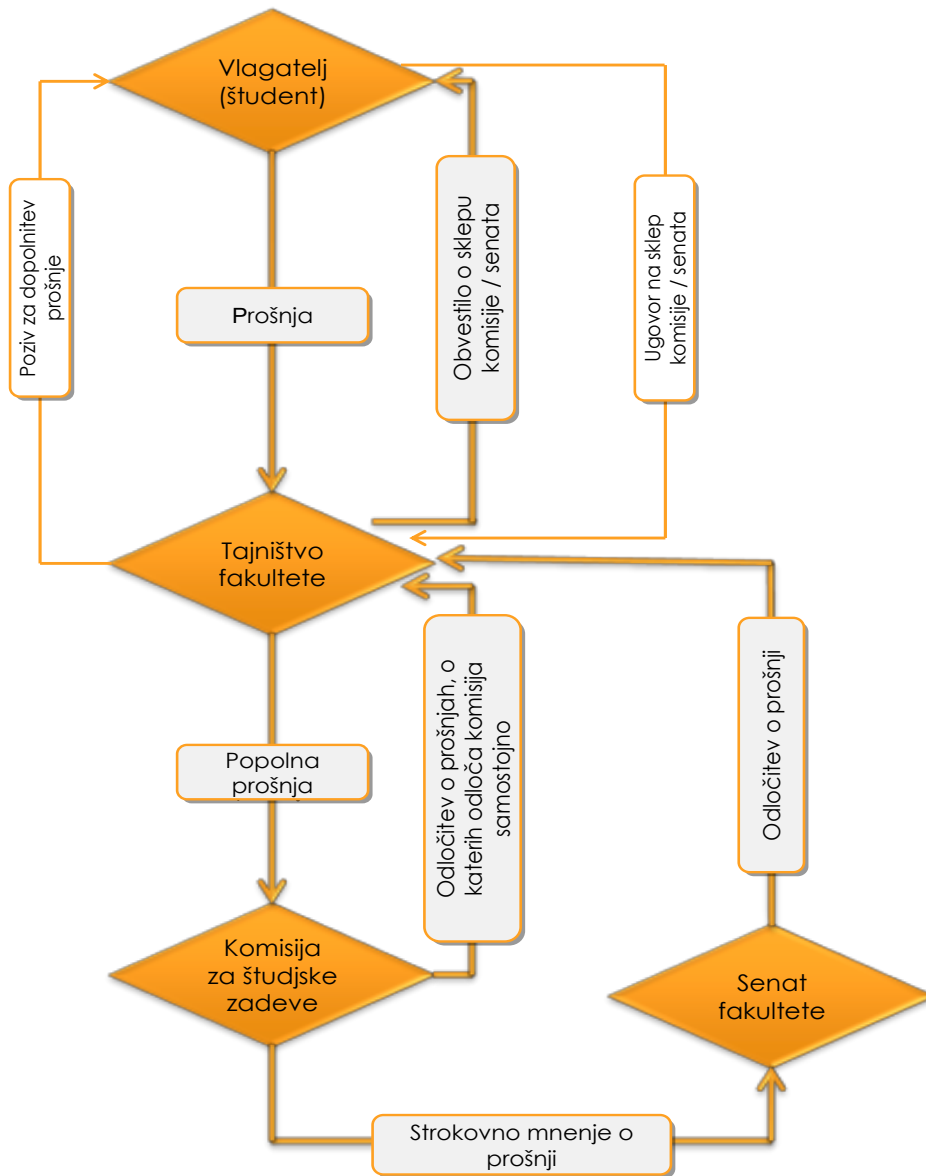 Vlagatelj
(študent)
Poziv za dopolnitev
prošnje
Prošnja
Obvestilo o sklepu
komisije / senata
Ugovor na sklep
komisije / senata
Tajništvo
fakultete
Popolna
prošnja
Odločitev o prošnjah, o
katerih odloča komisija
samostojno
Odločitev o prošnji
Komisija
za študjske
zadeve
Senat
fakultete
Strokovno mnenje o
prošnji